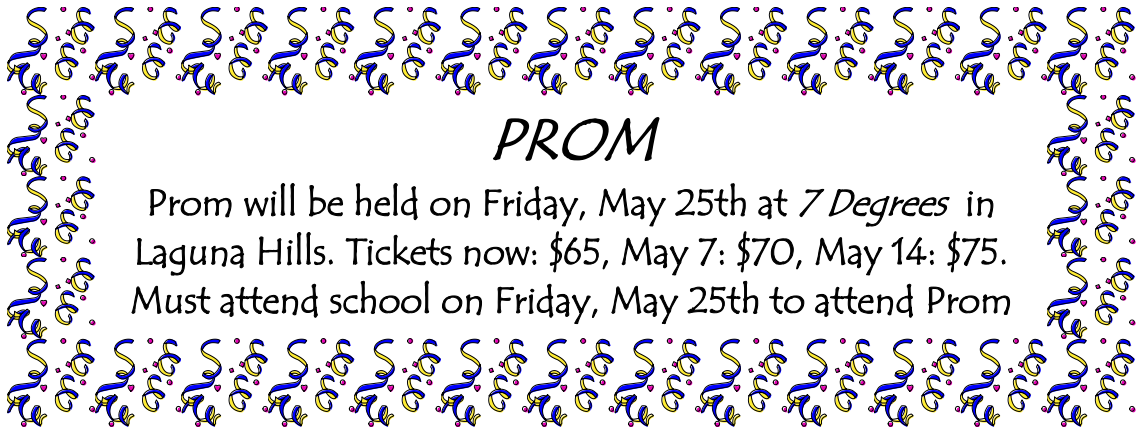 PROM
Prom will be held on Friday, May 25th at 7 Degrees in
Laguna Hills. Tickets now: $65, May 7: $70, May 14: $75.
Must attend school on Friday, May 25th to attend Prom